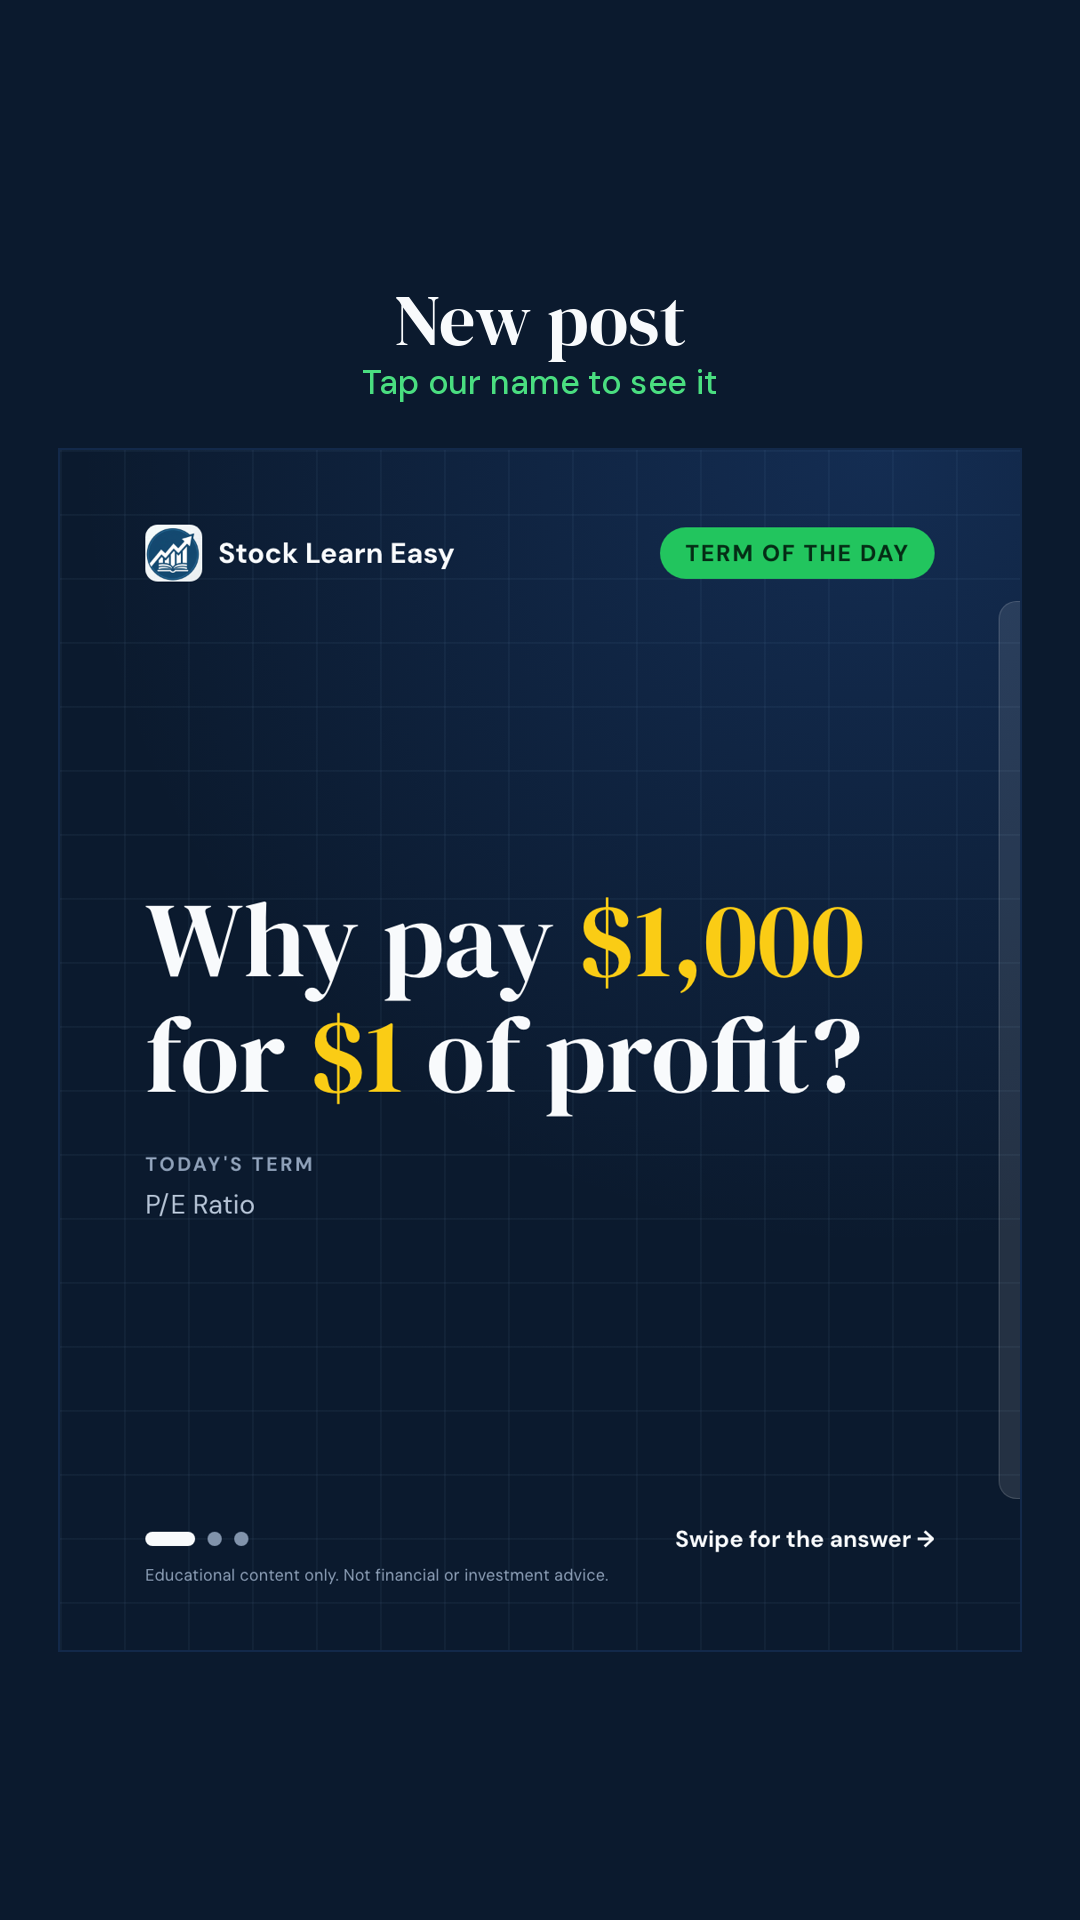 New post
Tap our name to see it
Stock Learn Easy
TERM OF THE DAY
Why pay $1,000
for $1 of profit?
TODAY'S TERM
P/E Ratio
Swipe for the answer →
Educational content only. Not financial or investment advice.